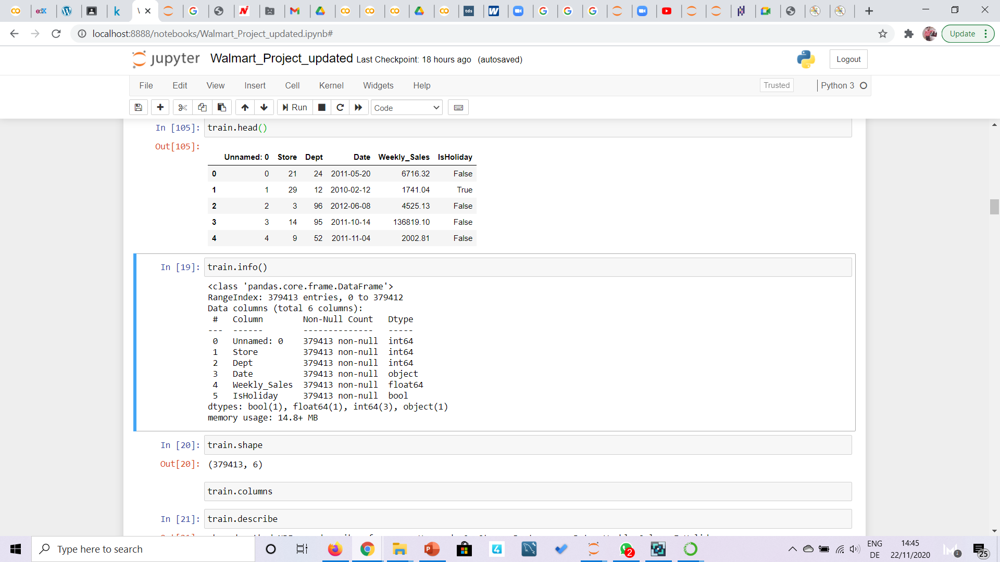 localhost:8888/notebooks/Walmart_Project_updated.ipynb#
Update
jupyter Walmart_Project_updated Last Checkpoint: 18 hours ago (autosaved)
Logout
File Edit View Insert Cell Kernel Widgets Help
Trusted
Python 3
Run
Code
In [105]: train.head()
Out[105]:
Unnamed: 0 Store Dept Date Weekly_Sales IsHoliday
0 0 21 24 2011-05-20 6716.32 False
1 1 29 12 2010-02-12 1741.04 True
2 2 3 96 2012-06-08 4525.13 False
3 3 14 95 2011-10-14 136819.10 False
4 4 9 52 2011-11-04 2002.81 False
In [19]: train.info()
<class 'pandas.core.frame.DataFrame'>
RangeIndex: 379413 entries, 0 to 379412
Data columns (total 6 columns):
# Column Non-Null Count Dtype
--- ------ -------------- -----
0 Unnamed: 0 379413 non-null int64
1 Store 379413 non-null int64
2 Dept 379413 non-null int64
3 Date 379413 non-null object
4 Weekly_Sales 379413 non-null float64
5 IsHoliday 379413 non-null bool
dtypes: bool(1), float64(1), int64(3), object(1)
memory usage: 14.8+ MB
In [20]: train.shape
Out[20]: (379413, 6)
train.columns
In [21]: train.describe
Type here to search
2
ENG
DE
14:45
22/11/2020
3
25